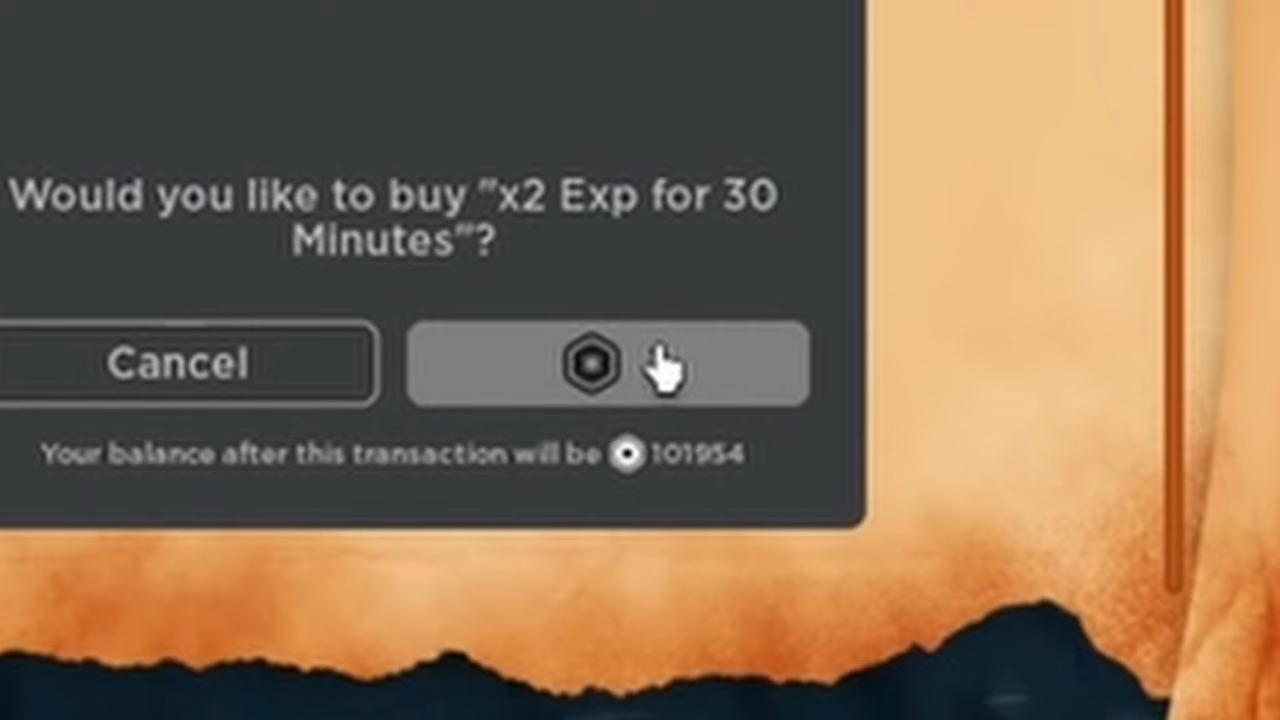 Would you like to buy "x2 Exp for 30
Minutes"?
Cancel
Your balance after this transaction will be 101954